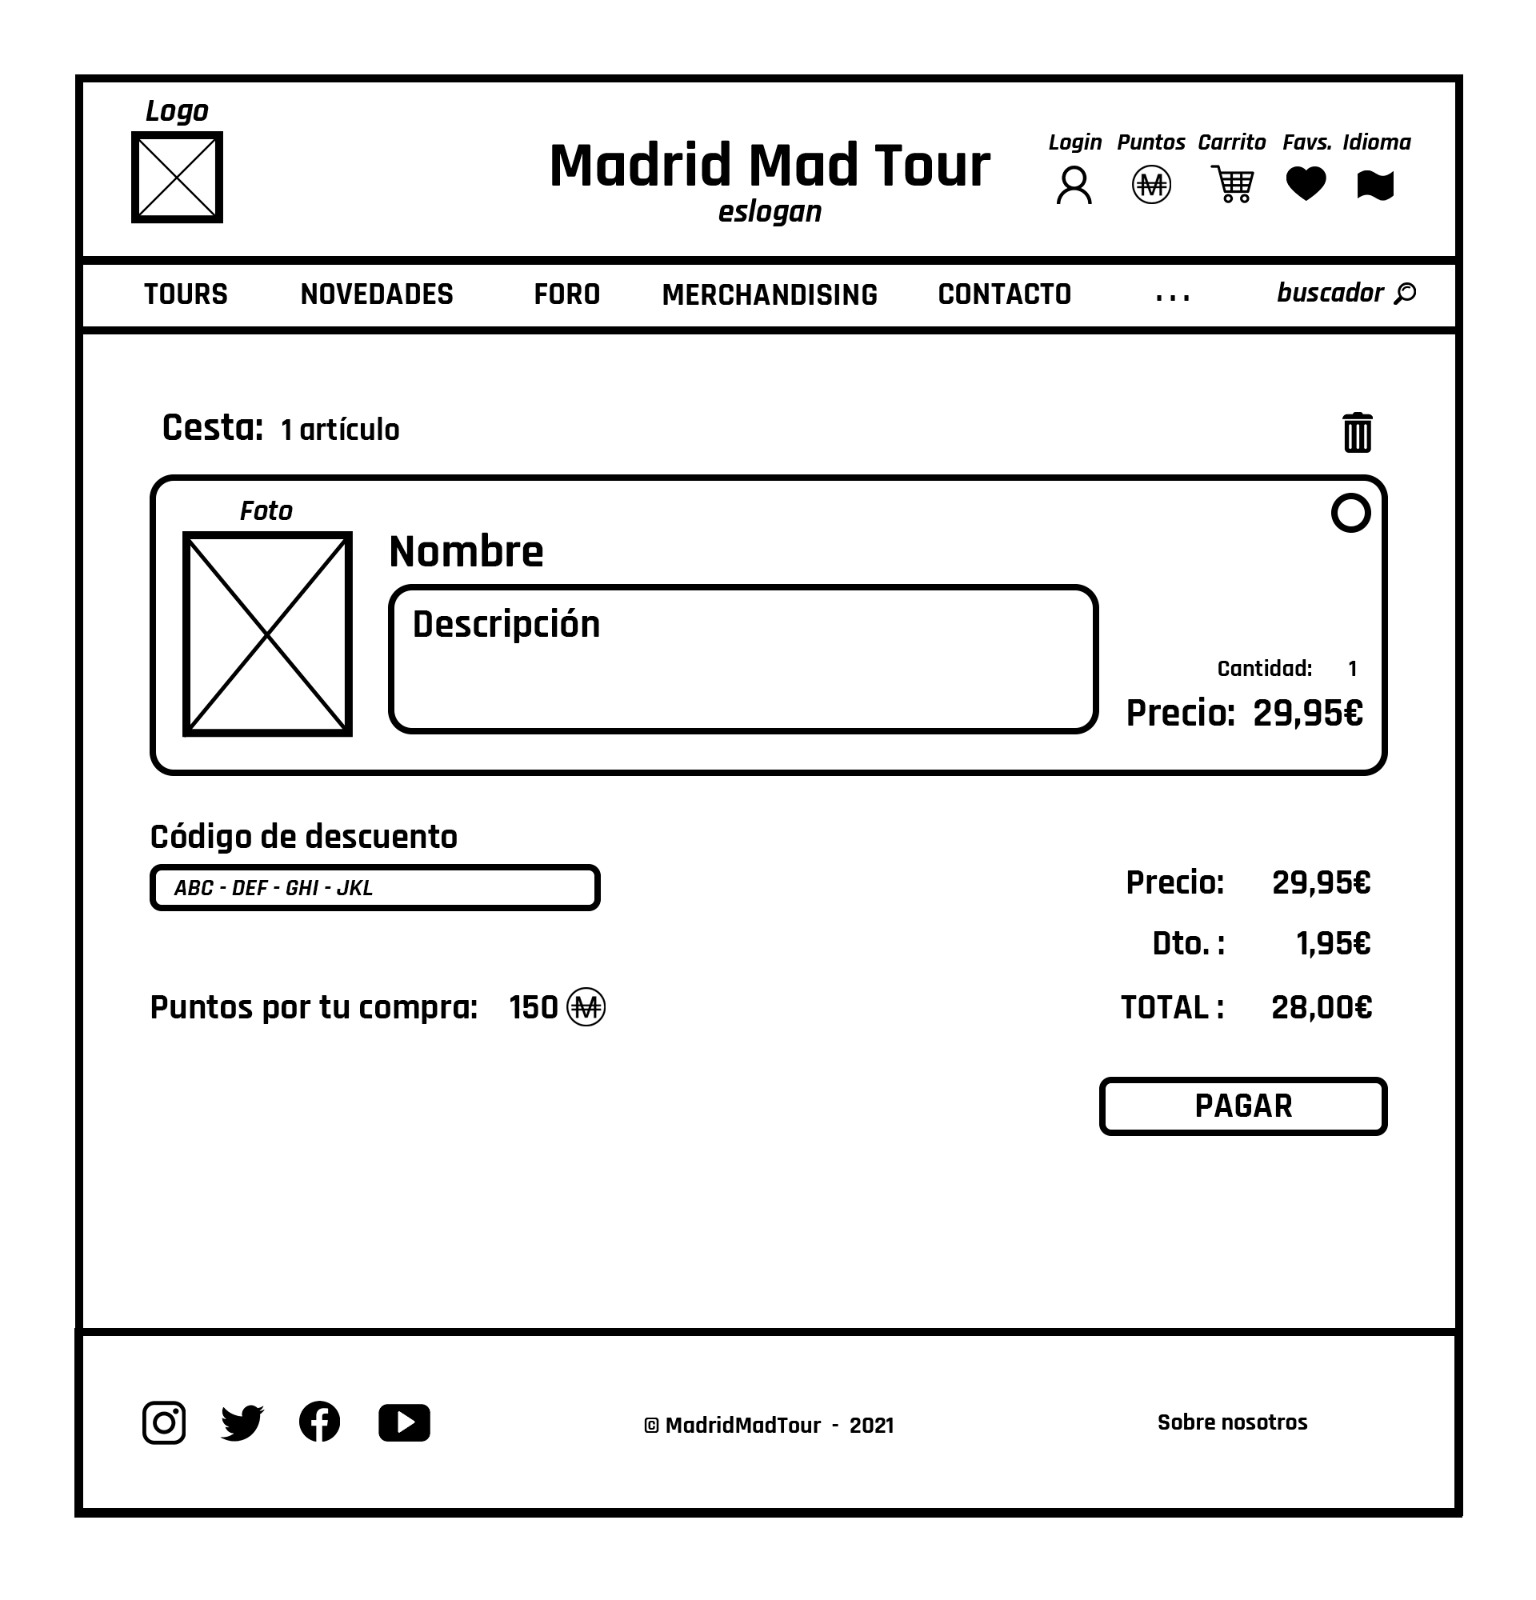 Logo
Madrid Mad Tour
eslogan
Login Puntos Carrito Favs. Idioma
TOURS NOVEDADES FORO MERCHANDISING CONTACTO ... buscador
Cesta: 1 artículo
Foto
Nombre
Descripción
Cantidad: 1
Precio: 29,95€
Código de descuento
ABC - DEF - GHI - JKL
Puntos por tu compra: 150
Precio: 29,95€
Dto. : 1,95€
TOTAL : 28,00€
PAGAR
© MadridMadTour - 2021
Sobre nosotros